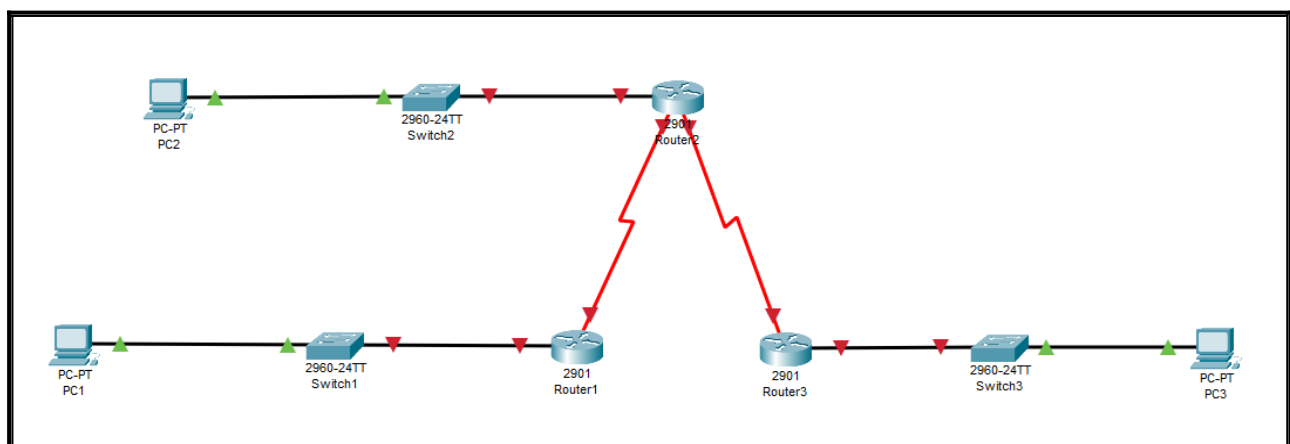 PC-PT
PC2
2960-24TT
Switch2
2901
Router2
PC-PT
PC1
2960-24TT
Switch1
2901
Router1
2901
Router3
2960-24TT
Switch3
PC-PT
PC3